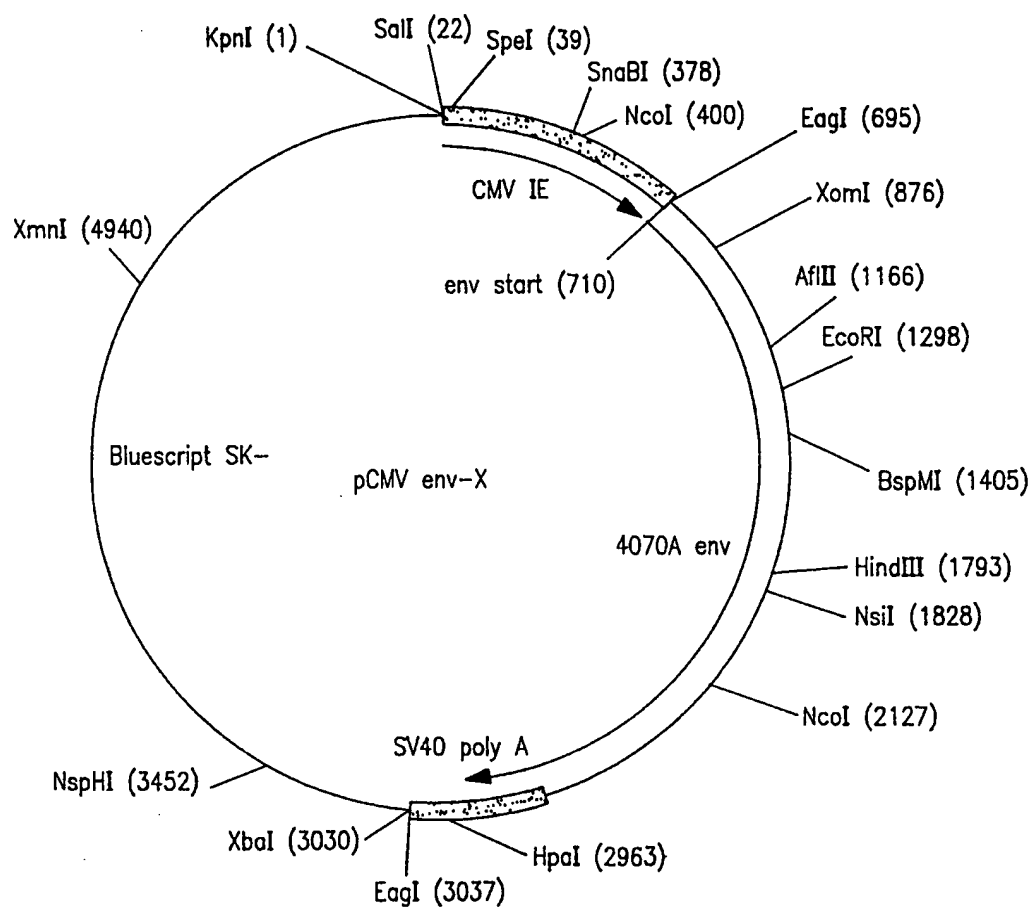 KpnI (1)
SalI (22)
SpeI (39)
SnaBI (378)
NcoI (400)
EagI (695)
XomI (876)
CMV IE
XmnI (4940)
env start (710)
AflII (1166)
EcoRI (1298)
Bluescript SK-
pCMV env-X
BspMI (1405)
4070A env
HindIII (1793)
NsiI (1828)
NcoI (2127)
SV40 poly A
NspHI (3452)
XbaI (3030)
HpaI (2963)
EagI (3037)